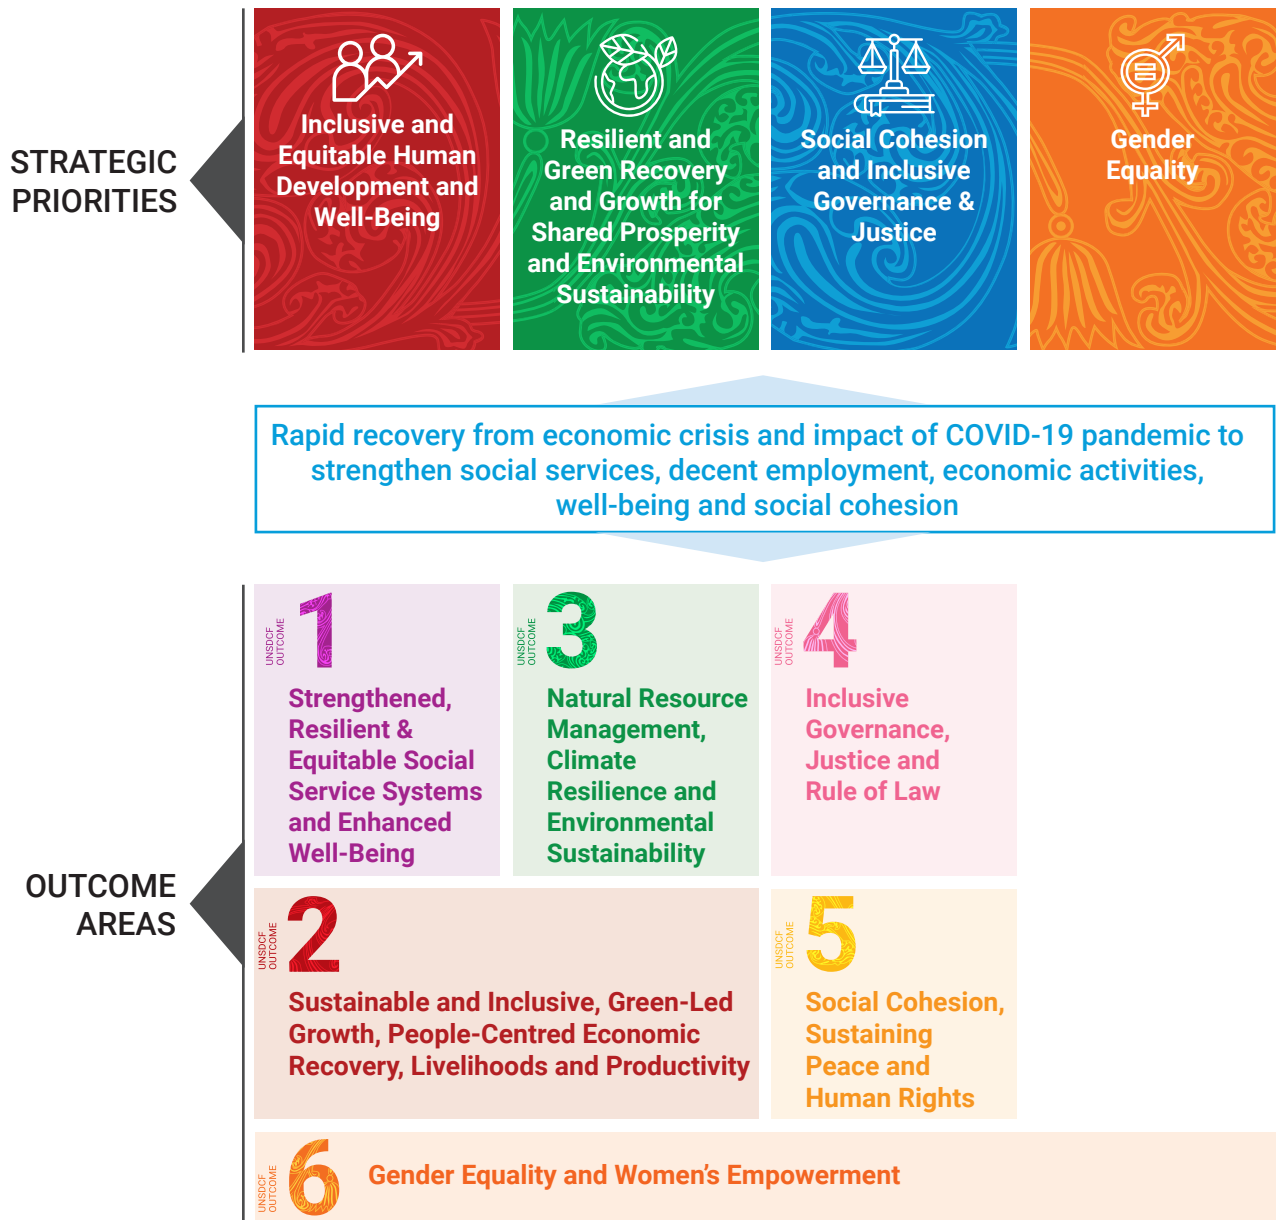 STRATEGIC
PRIORITIES
Inclusive and
Equitable Human
Development and
Well-Being
Resilient and
Green Recovery
and Growth for
Shared Prosperity
and Environmental
Sustainability
Social Cohesion
and Inclusive
Governance &
Justice
Gender
Equality
Rapid recovery from economic crisis and impact of COVID-19 pandemic to
strengthen social services, decent employment, economic activities,
well-being and social cohesion
OUTCOME
AREAS
UNSDCF
OUTCOME
1
Strengthened,
Resilient &
Equitable Social
Service Systems
and Enhanced
Well-Being
UNSDCF
OUTCOME
3
Natural Resource
Management,
Climate
Resilience and
Environmental
Sustainability
UNSDCF
OUTCOME
4
Inclusive
Governance,
Justice and
Rule of Law
UNSDCF
OUTCOME
2
Sustainable and Inclusive, Green-Led
Growth, People-Centred Economic
Recovery, Livelihoods and Productivity
UNSDCF
OUTCOME
5
Social Cohesion,
Sustaining
Peace and
Human Rights
UNSDCF
OUTCOME
6
Gender Equality and Women’s Empowerment